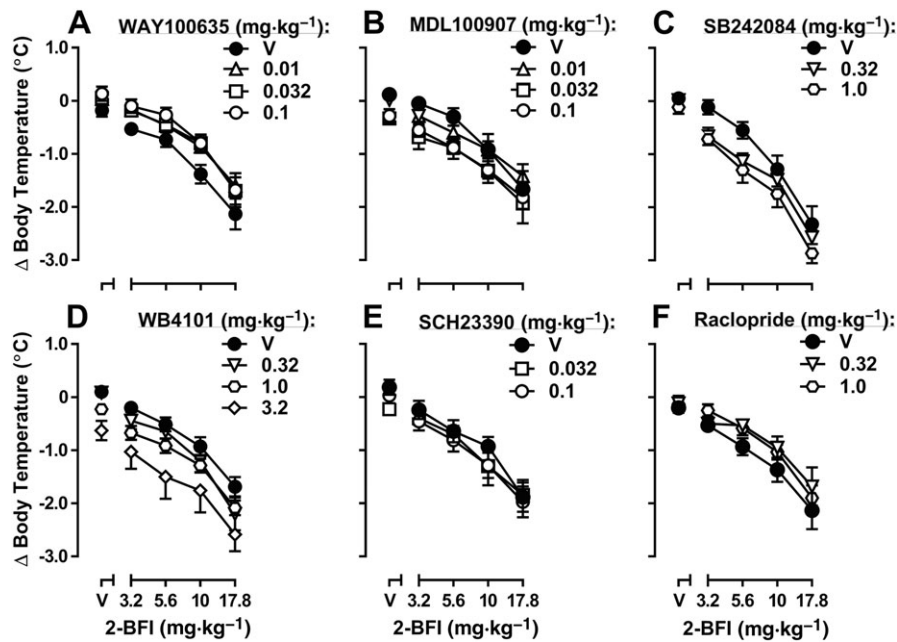 A WAY100635 (mg·kg⁻¹):
V
0.01
0.032
0.1
B MDL100907 (mg·kg⁻¹):
V
0.01
0.032
0.1
C SB242084 (mg·kg⁻¹):
V
0.32
1.0
Δ Body Temperature (°C)
1.0
0
-1.0
-2.0
-3.0
D WB4101 (mg·kg⁻¹):
V
0.32
1.0
3.2
E SCH23390 (mg·kg⁻¹):
V
0.032
0.1
F Raclopride (mg·kg⁻¹):
V
0.32
1.0
Δ Body Temperature (°C)
1.0
0
-1.0
-2.0
-3.0
V 3.2 5.6 10 17.8
2-BFI (mg·kg⁻¹)
V 3.2 5.6 10 17.8
2-BFI (mg·kg⁻¹)
V 3.2 5.6 10 17.8
2-BFI (mg·kg⁻¹)